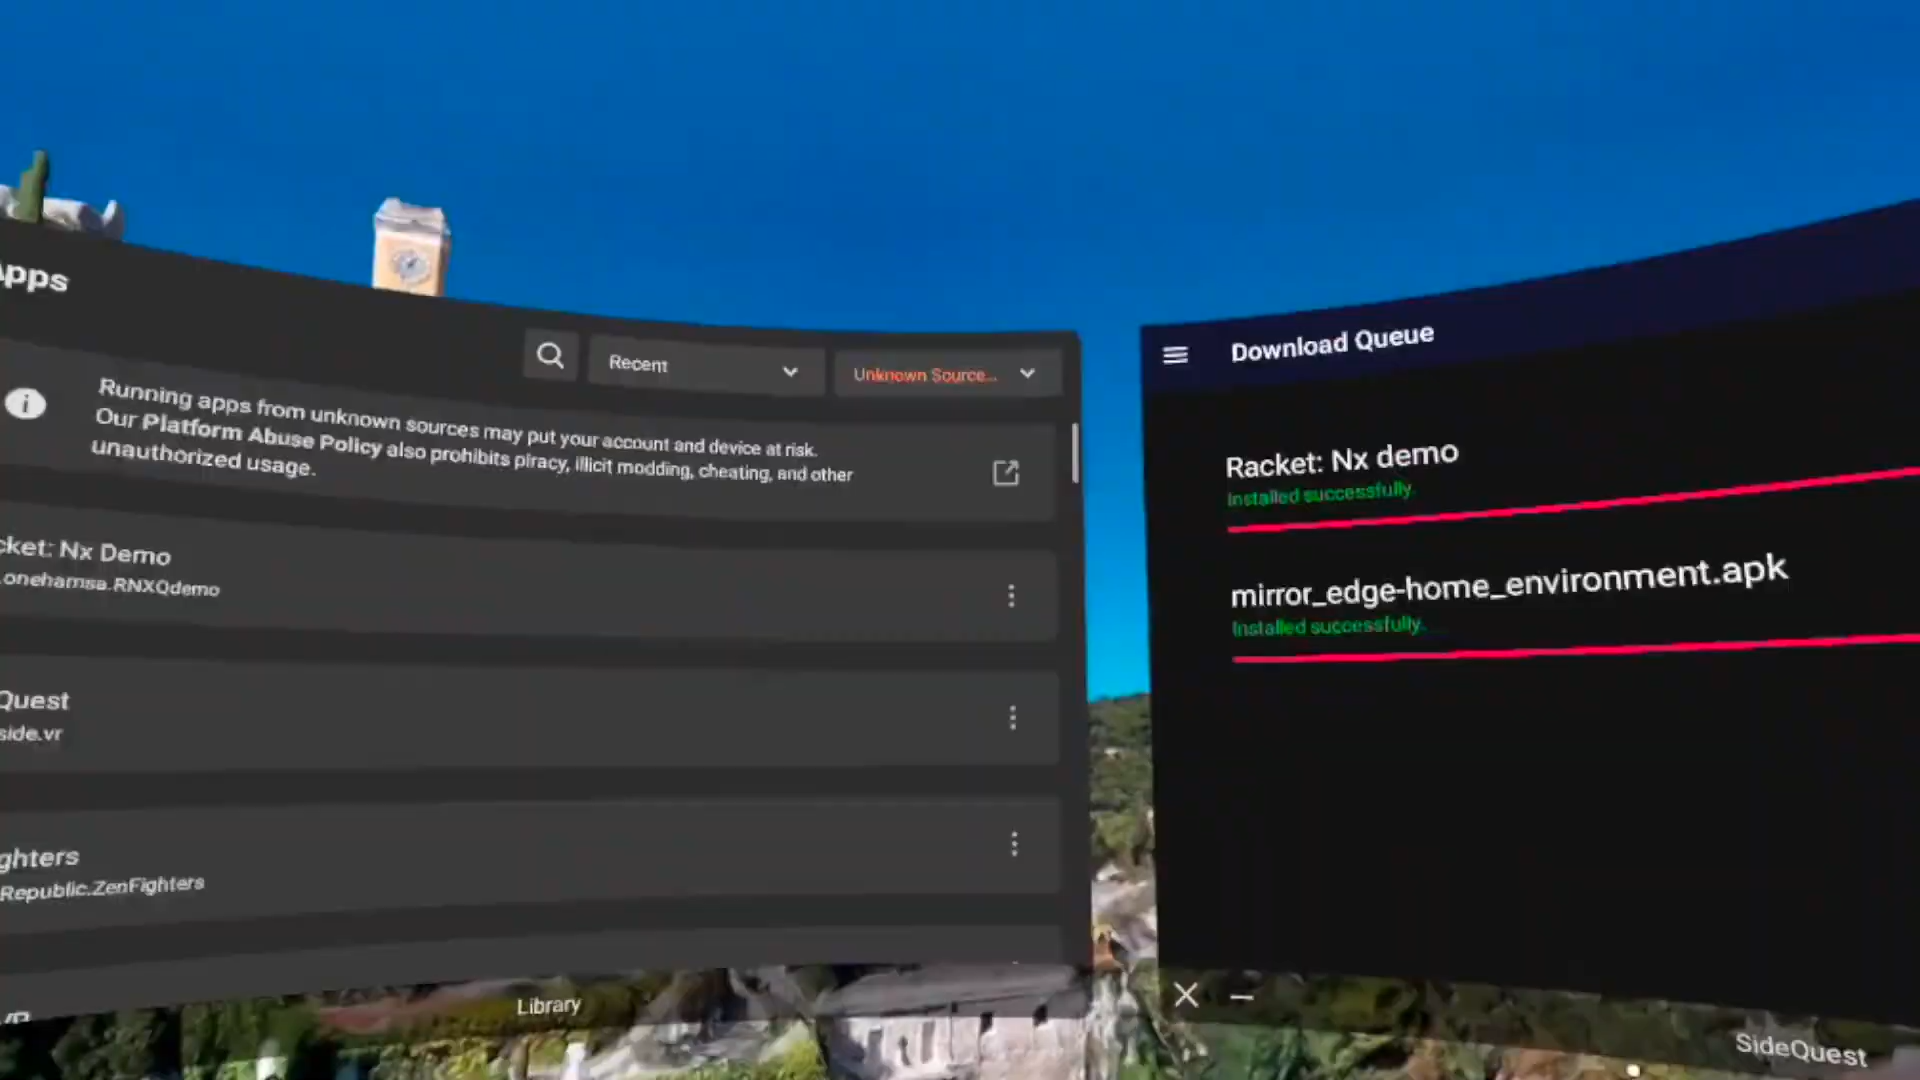 Apps
Recent
Unknown Source...
Running apps from unknown sources may put your account and device at risk.
Our Platform Abuse Policy also prohibits piracy, illicit modding, cheating, and other
unauthorized usage.
cket: Nx Demo
.onehamsa.RNXQdemo
Quest
side.vr
ghters
Republic.ZenFighters
VR
Library
Download Queue
Racket: Nx demo
Installed successfully.
mirror_edge-home_environment.apk
Installed successfully.
SideQuest